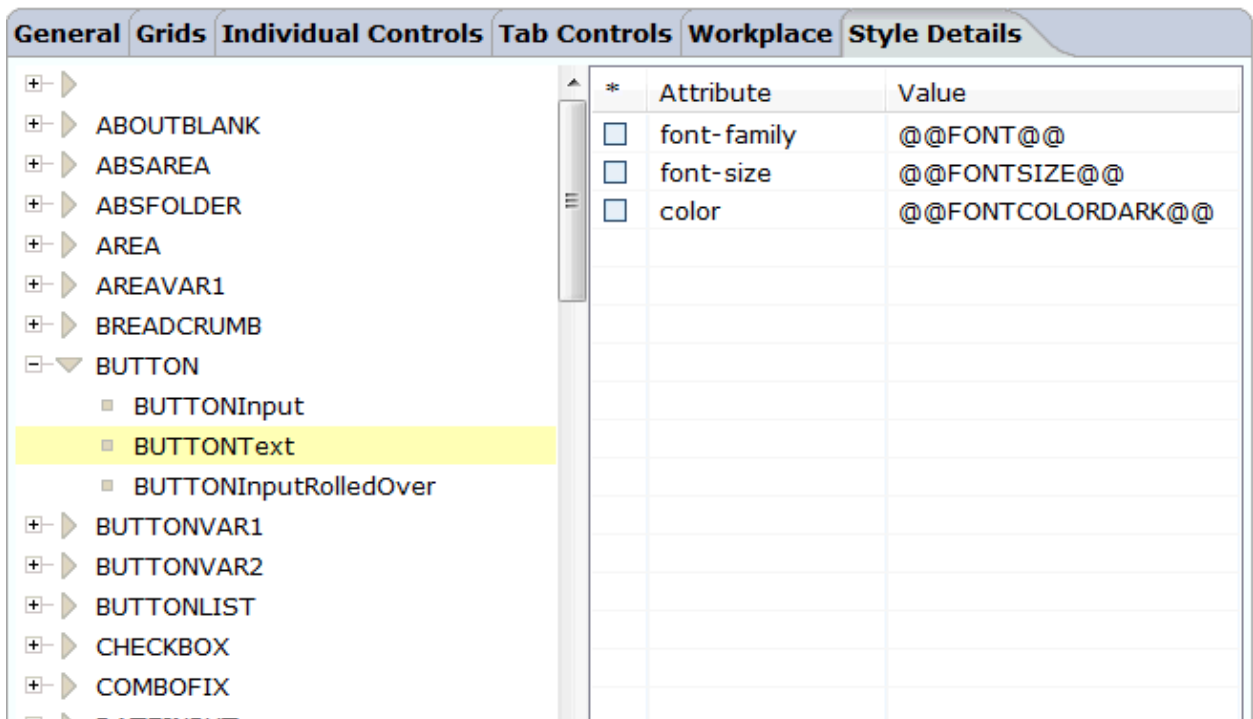 General Grids Individual Controls Tab Controls Workplace Style Details
ABOUTBLANK
ABSAREA
ABSFOLDER
AREA
AREAVAR1
BREADCRUMB
BUTTON
BUTTONInput
BUTTONText
BUTTONInputRolledOver
BUTTONVAR1
BUTTONVAR2
BUTTONLIST
CHECKBOX
COMBOFIX
* Attribute Value
font-family @@FONT@@
font-size @@FONTSIZE@@
color @@FONTCOLORDARK@@